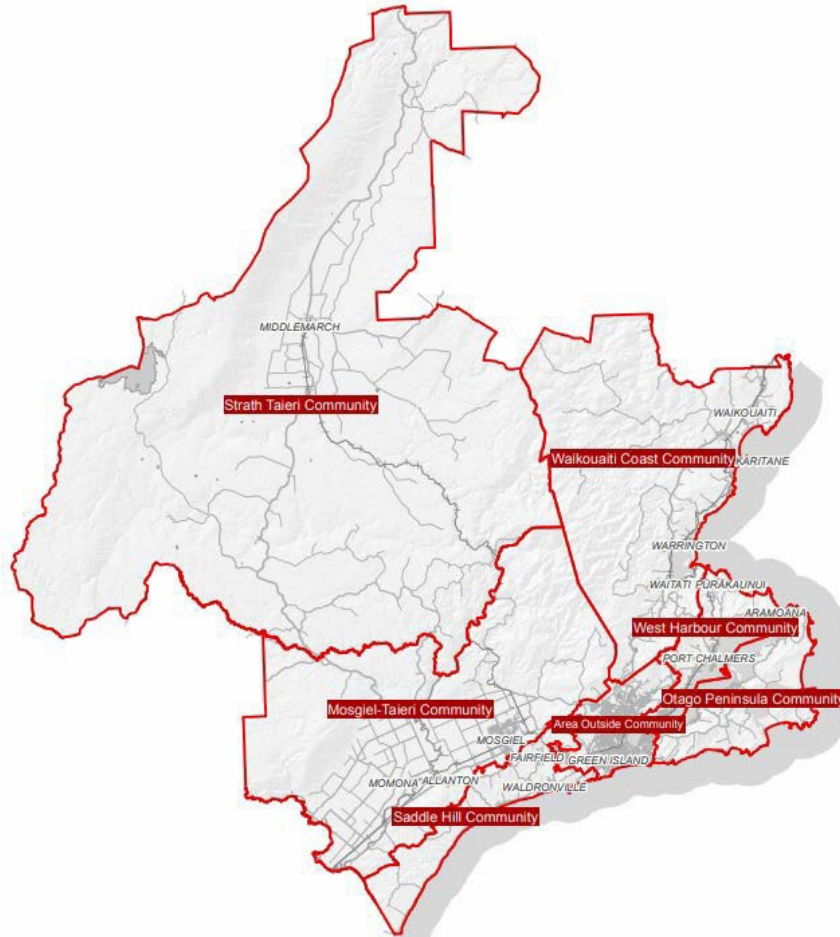 MIDDLEMARCH
Strath Taieri Community
WAIKOUAITI
Waikouaiti Coast Community
KARITANE
WARRINGTON
WAITATI
PŪRĀKAUNUI
ARAMOANA
West Harbour Community
PORT CHALMERS
Otago Peninsula Community
Mosgiel-Taieri Community
Area Outside Community
MOSGIEL
FAIRFIELD
GREEN ISLAND
MOMONA
ALLANTON
WALDRONVILLE
Saddle Hill Community